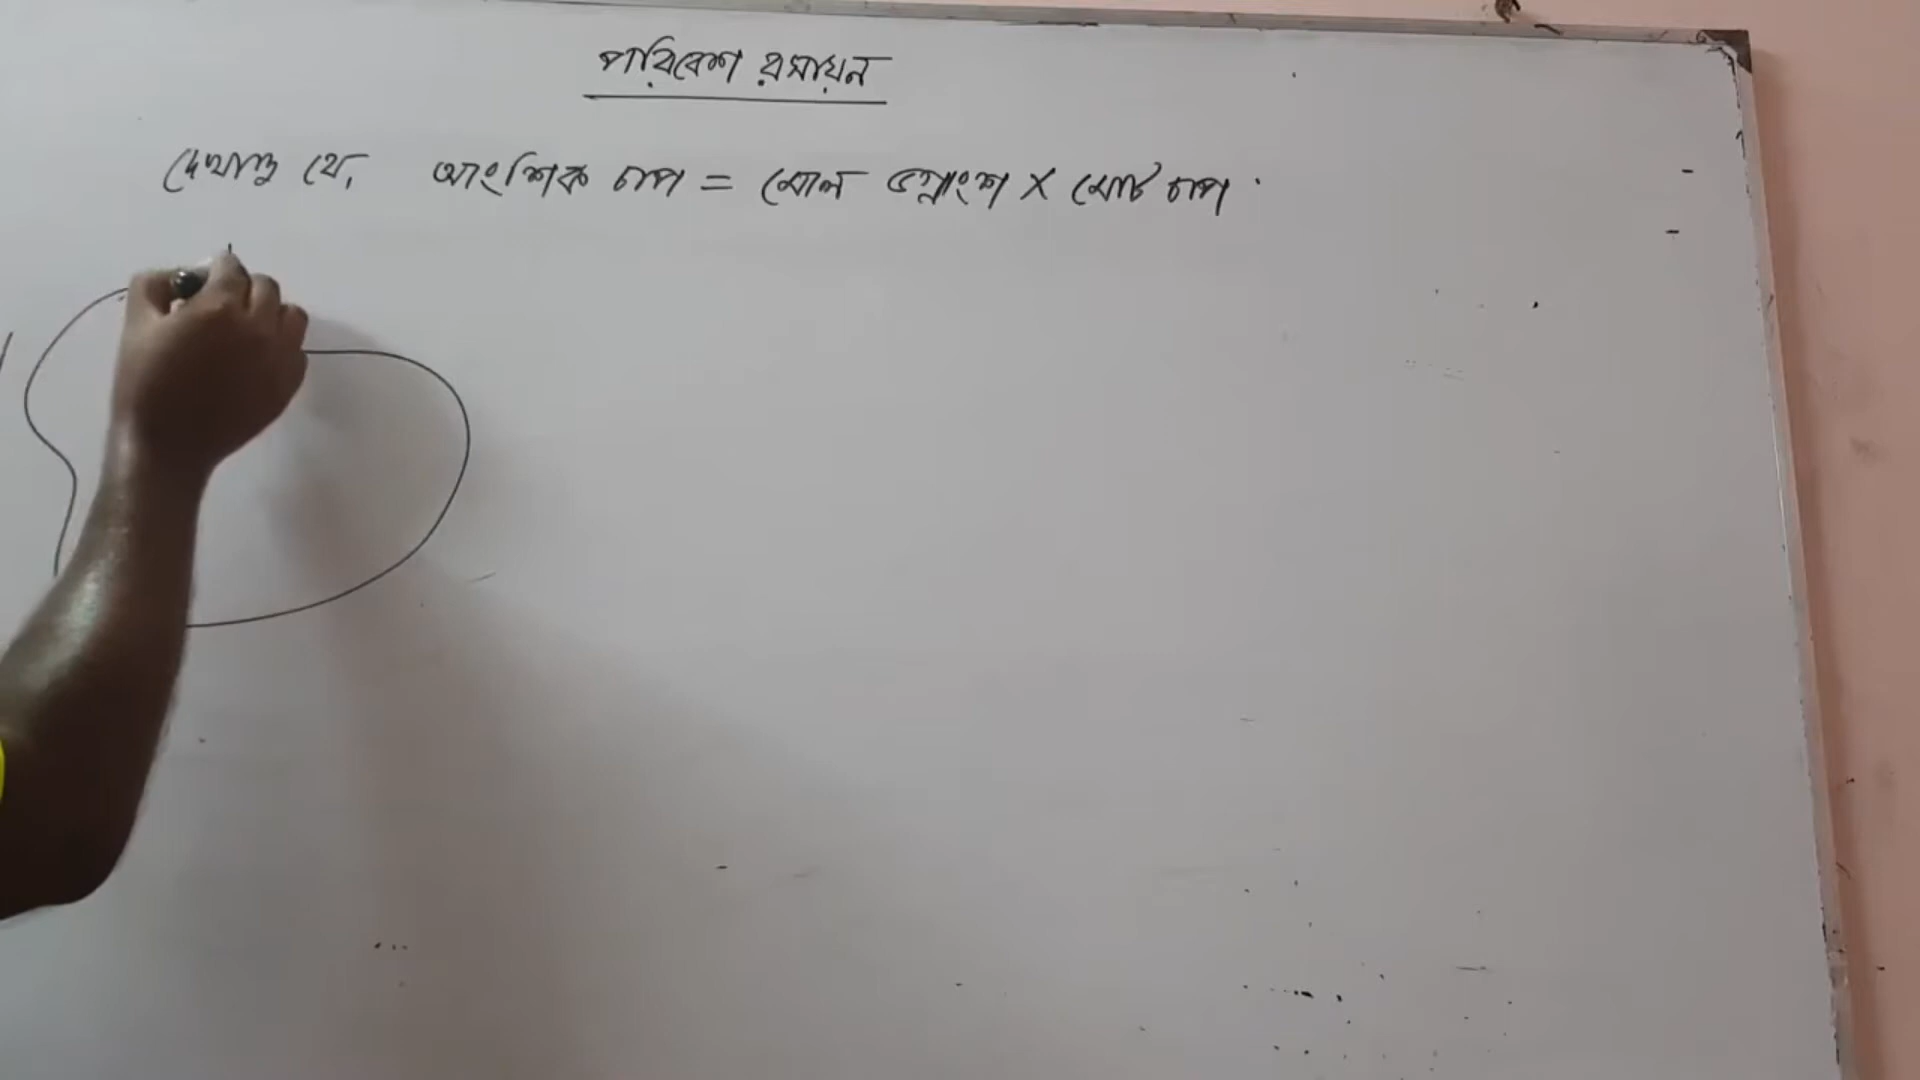 পরিবেশ রসায়ন
দেখাও যে, আংশিক চাপ = মোল ভগ্নাংশ × মোট চাপ